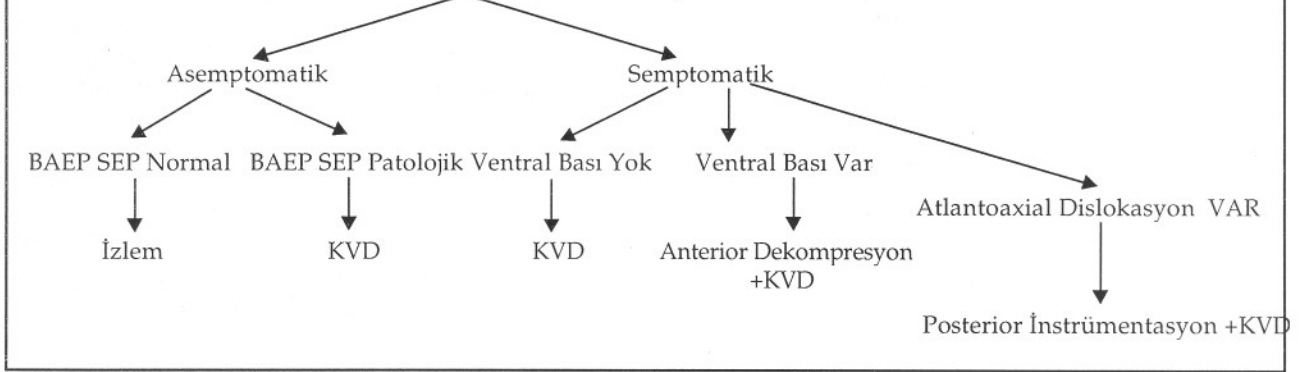 Asemptomatik Semptomatik
BAEP SEP Normal BAEP SEP Patolojik Ventral Bası Yok Ventral Bası Var
Atlantoaxial Dislokasyon VAR
İzlem KVD KVD Anterior Dekompresyon
+KVD
Posterior İnstrümentasyon +KVD